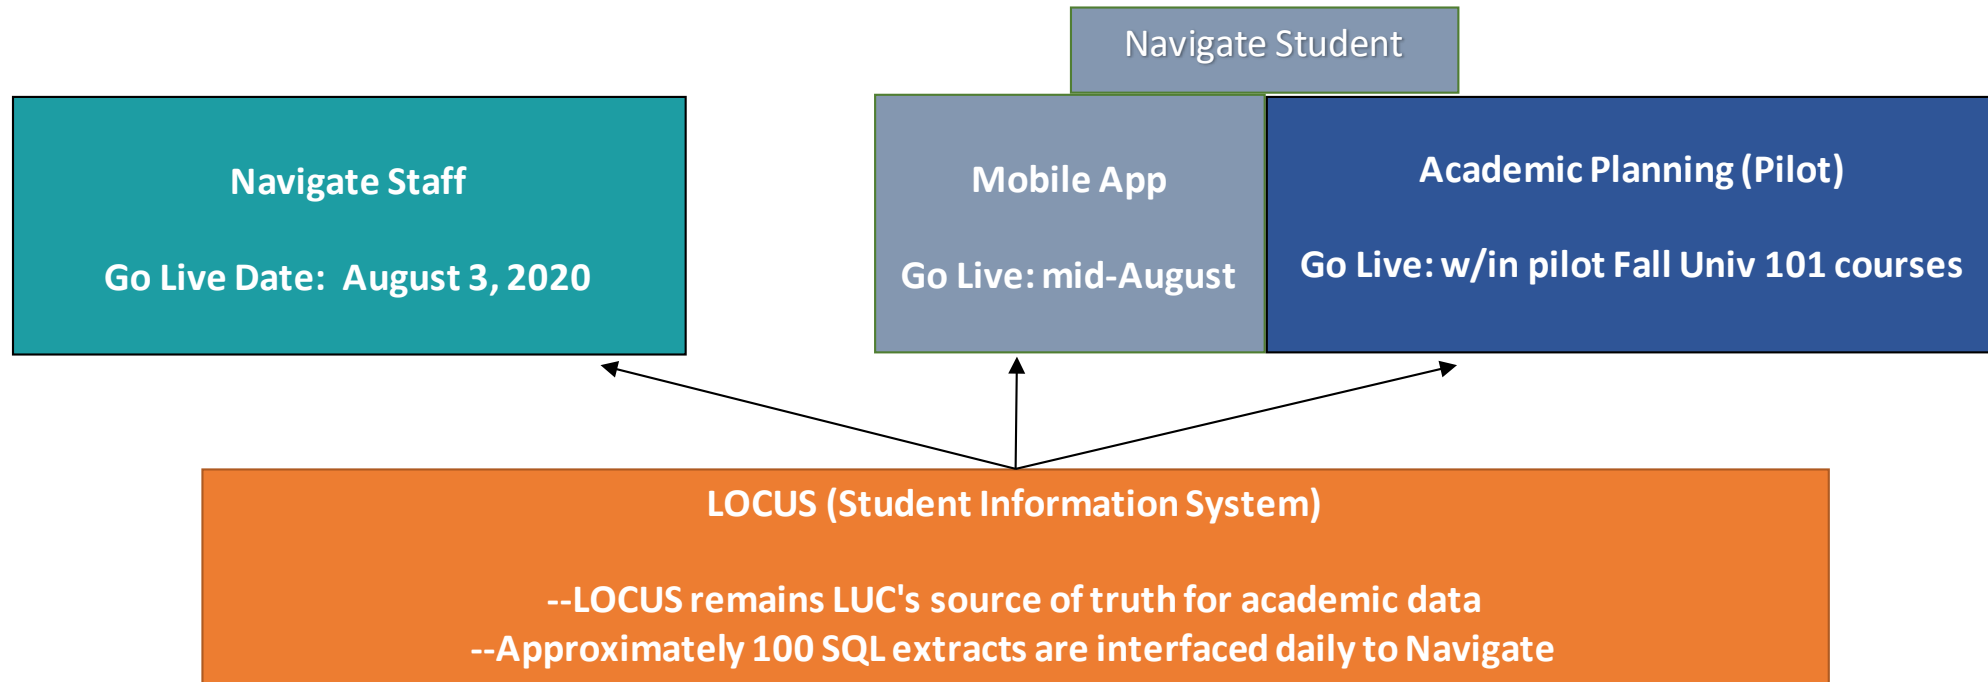 Navigate Student
Navigate Staff
Go Live Date: August 3, 2020
Mobile App
Go Live: mid-August
Academic Planning (Pilot)
Go Live: w/in pilot Fall Univ 101 courses
LOCUS (Student Information System)
--LOCUS remains LUC's source of truth for academic data
--Approximately 100 SQL extracts are interfaced daily to Navigate